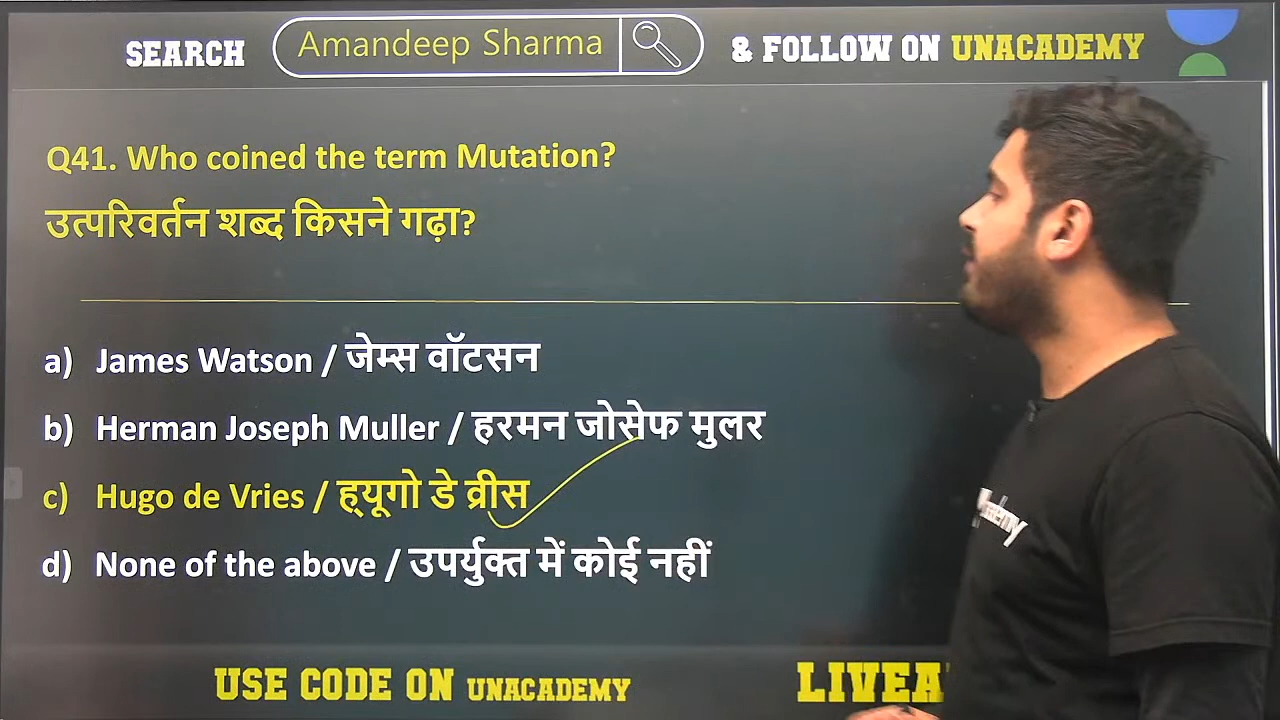 SEARCH Amandeep Sharma & FOLLOW ON UNACADEMY
Q41. Who coined the term Mutation?
उत्परिवर्तन शब्द किसने गढ़ा?
a) James Watson / जेम्स वॉटसन
b) Herman Joseph Muller / हरमन जोसेफ मुलर
c) Hugo de Vries / ह्यूगो डे व्रीस
d) None of the above / उपर्युक्त में कोई नहीं
USE CODE ON UNACADEMY LIVEA